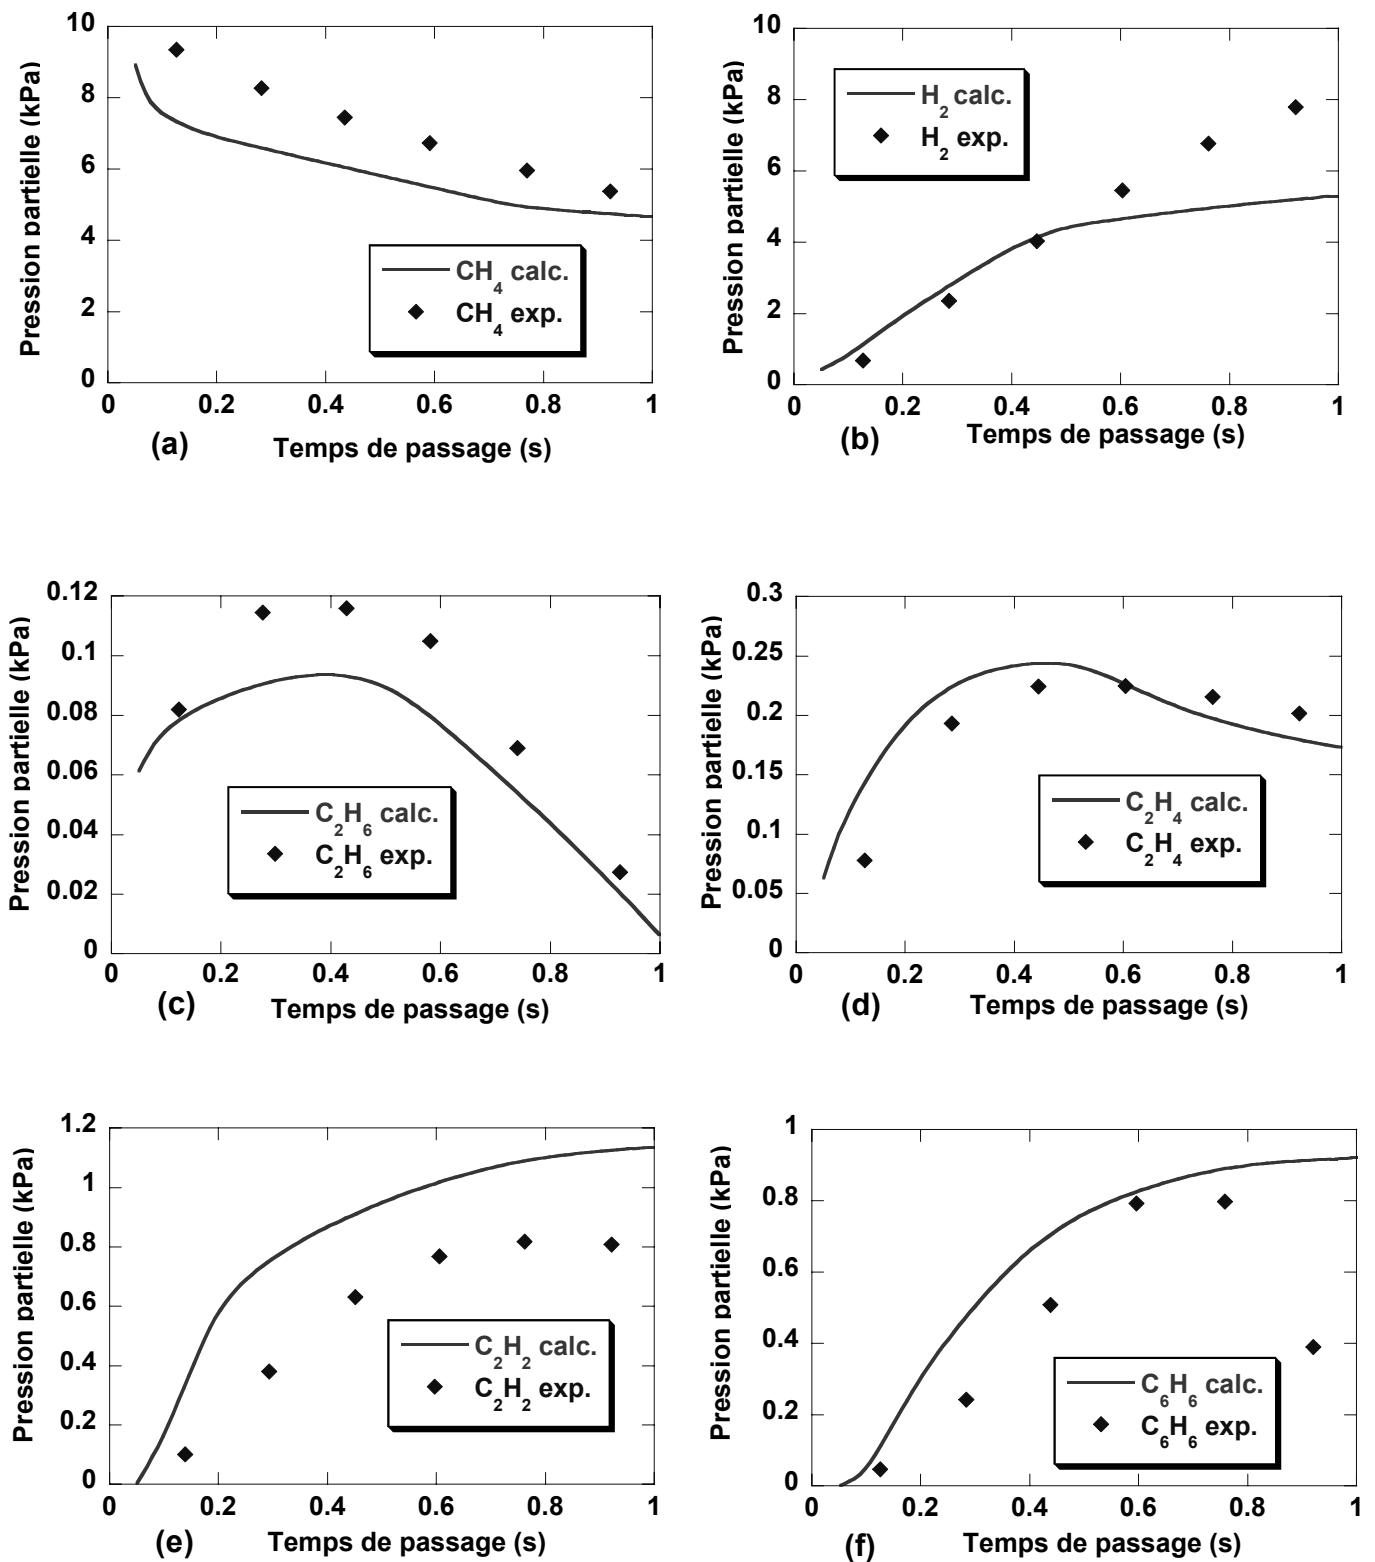 10
8
6
4
2
0
Pression partielle (kPa)
CH4 calc.
CH4 exp.
0 0.2 0.4 0.6 0.8 1
(a) Temps de passage (s)
10
8
6
4
2
0
Pression partielle (kPa)
H2 calc.
H2 exp.
0 0.2 0.4 0.6 0.8 1
(b) Temps de passage (s)
0.12
0.1
0.08
0.06
0.04
0.02
0
Pression partielle (kPa)
C2H6 calc.
C2H6 exp.
0 0.2 0.4 0.6 0.8 1
(c) Temps de passage (s)
0.3
0.25
0.2
0.15
0.1
0.05
0
Pression partielle (kPa)
C2H4 calc.
C2H4 exp.
0 0.2 0.4 0.6 0.8 1
(d) Temps de passage (s)
1.2
1
0.8
0.6
0.4
0.2
0
Pression partielle (kPa)
C2H2 calc.
C2H2 exp.
0 0.2 0.4 0.6 0.8 1
(e) Temps de passage (s)
1
0.8
0.6
0.4
0.2
0
Pression partielle (kPa)
C6H6 calc.
C6H6 exp.
0 0.2 0.4 0.6 0.8 1
(f) Temps de passage (s)